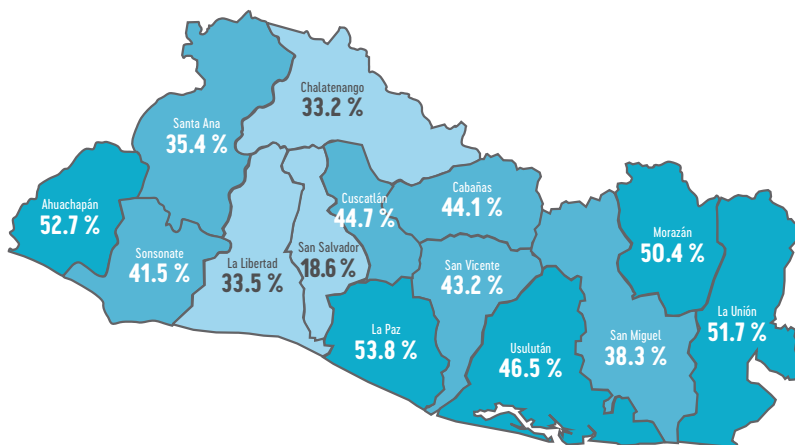 Chalatenango
33.2 %
Santa Ana
35.4 %
Ahuachapán
52.7 %
Cuscatlán
44.7 %
Cabañas
44.1 %
Sonsonate
41.5 %
La Libertad
33.5 %
San Salvador
18.6 %
San Vicente
43.2 %
Morazán
50.4 %
La Unión
51.7 %
La Paz
53.8 %
Usulután
46.5 %
San Miguel
38.3 %